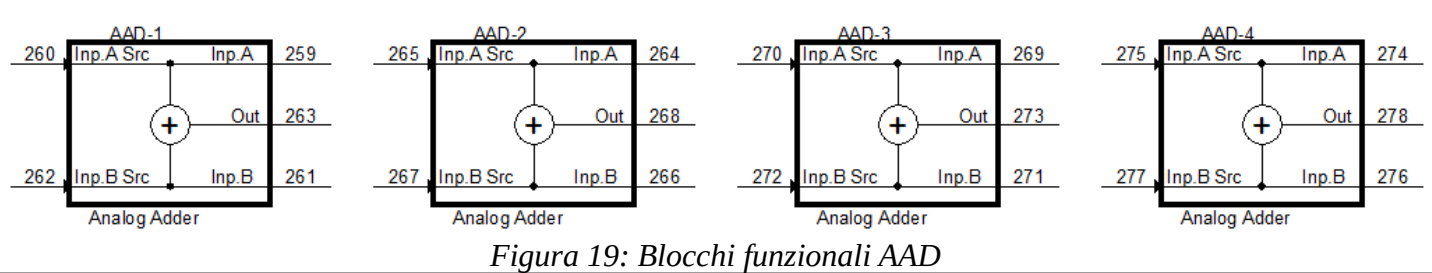 AAD-1 AAD-2 AAD-3 AAD-4
260 Inp.A Src Inp.A 259 265 Inp.A Src Inp.A 264 270 Inp.A Src Inp.A 269 275 Inp.A Src Inp.A 274
+ Out 263 + Out 268 + Out 273 + Out 278
262 Inp.B Src Inp.B 261 267 Inp.B Src Inp.B 266 272 Inp.B Src Inp.B 271 277 Inp.B Src Inp.B 276
Analog Adder Analog Adder Analog Adder Analog Adder
Figura 19: Blocchi funzionali AAD